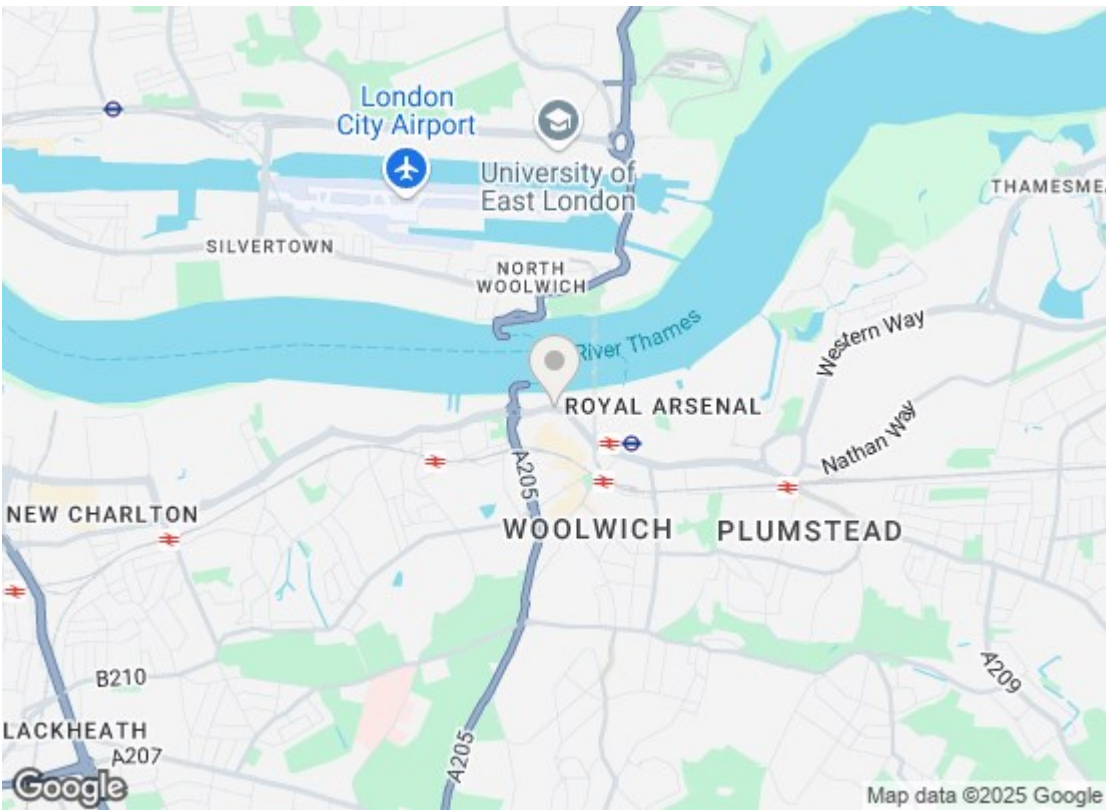 London
City Airport
University of
East London
THAMESME
SILVERTOWN
NORTH
WOOLWICH
River Thames
Western Way
ROYAL ARSENAL
Nathan Way
A205
NEW CHARLTON
WOOLWICH
PLUMSTEAD
B210
A209
LACKHEATH
A207
A205
Google
Map data ©2025 Google